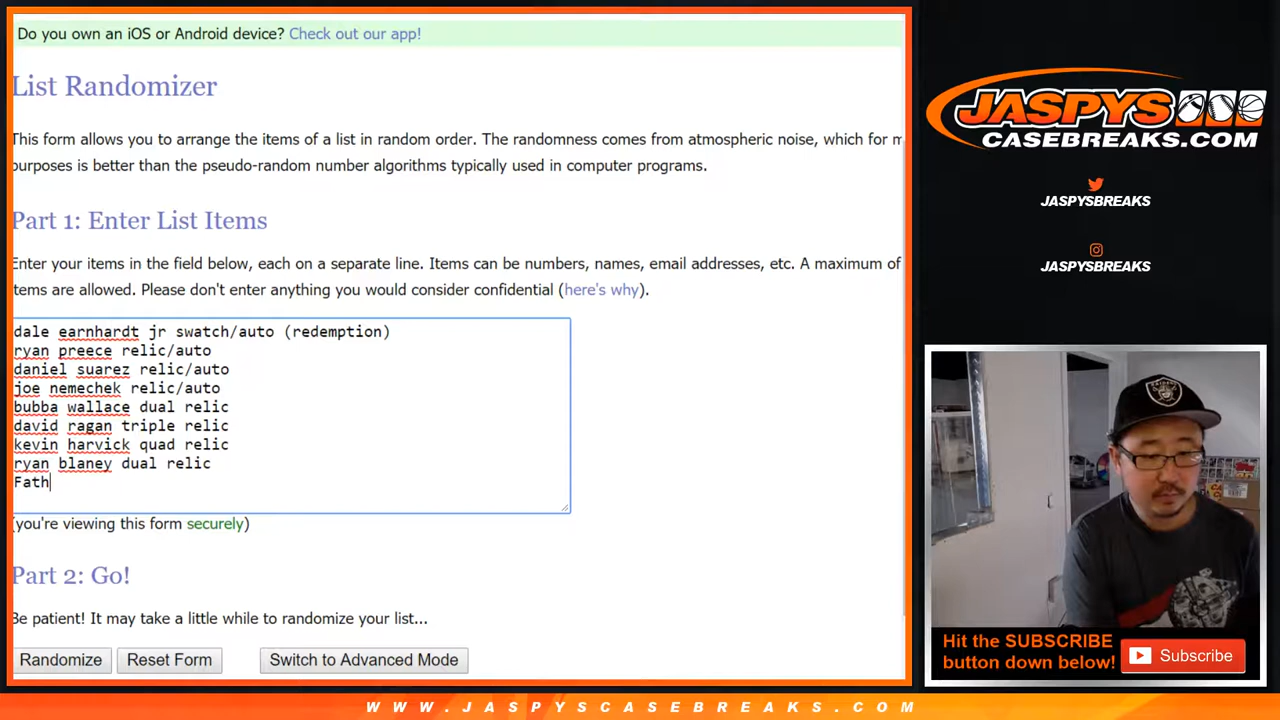 Do you own an iOS or Android device? Check out our app!
List Randomizer
This form allows you to arrange the items of a list in random order. The randomness comes from atmospheric noise, which for m
purposes is better than the pseudo-random number algorithms typically used in computer programs.
Part 1: Enter List Items
Enter your items in the field below, each on a separate line. Items can be numbers, names, email addresses, etc. A maximum of
items are allowed. Please don't enter anything you would consider confidential (here's why).
dale earnhardt jr swatch/auto (redemption)
ryan preece relic/auto
daniel suarez relic/auto
joe nemechek relic/auto
bubba wallace dual relic
david ragan triple relic
kevin harvick quad relic
ryan blaney dual relic
Fath
(you're viewing this form securely)
Part 2: Go!
Be patient! It may take a little while to randomize your list...
Randomize
Reset Form
Switch to Advanced Mode
JASPYS
CASEBREAKS.COM
JASPYSBREAKS
JASPYSBREAKS
RAIDERS
topps
Hit the SUBSCRIBE
button down below!
Subscribe
WWW.JASPYSCASEBREAKS.COM